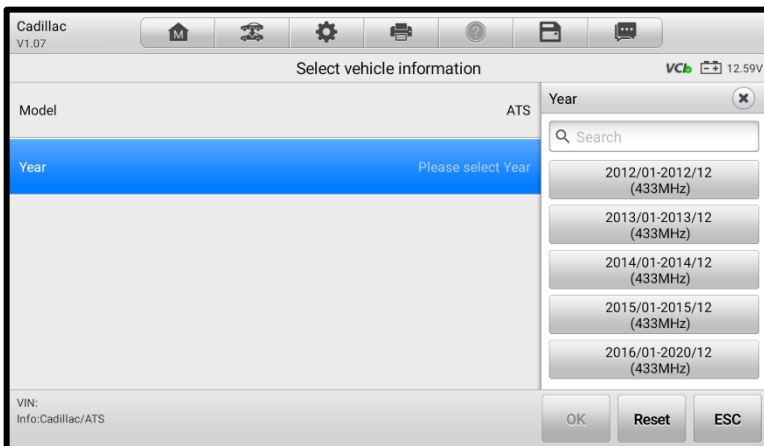 Cadillac
V1.07
M
?
Select vehicle information
VCI
12.59V
Model
ATS
Year
Please select Year
Year
Search
2012/01-2012/12
(433MHz)
2013/01-2013/12
(433MHz)
2014/01-2014/12
(433MHz)
2015/01-2015/12
(433MHz)
2016/01-2020/12
(433MHz)
VIN:
Info:Cadillac/ATS
OK
Reset
ESC